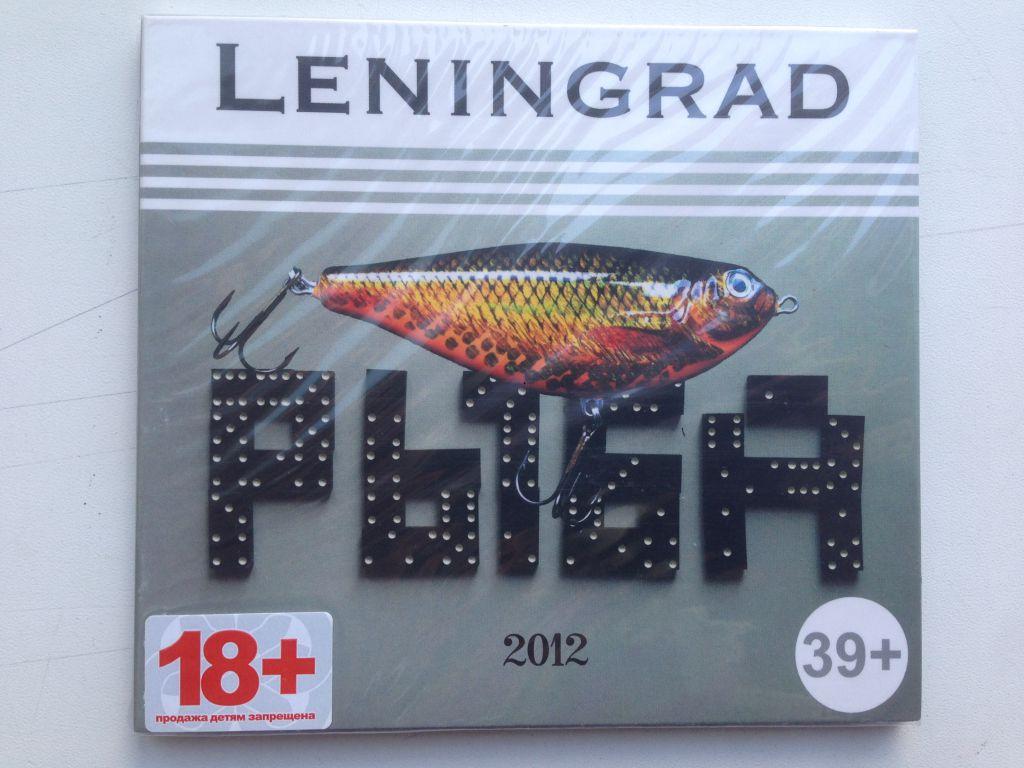 LENINGRAD
РЫБА
2012
39+
18+
продажа детям запрещена